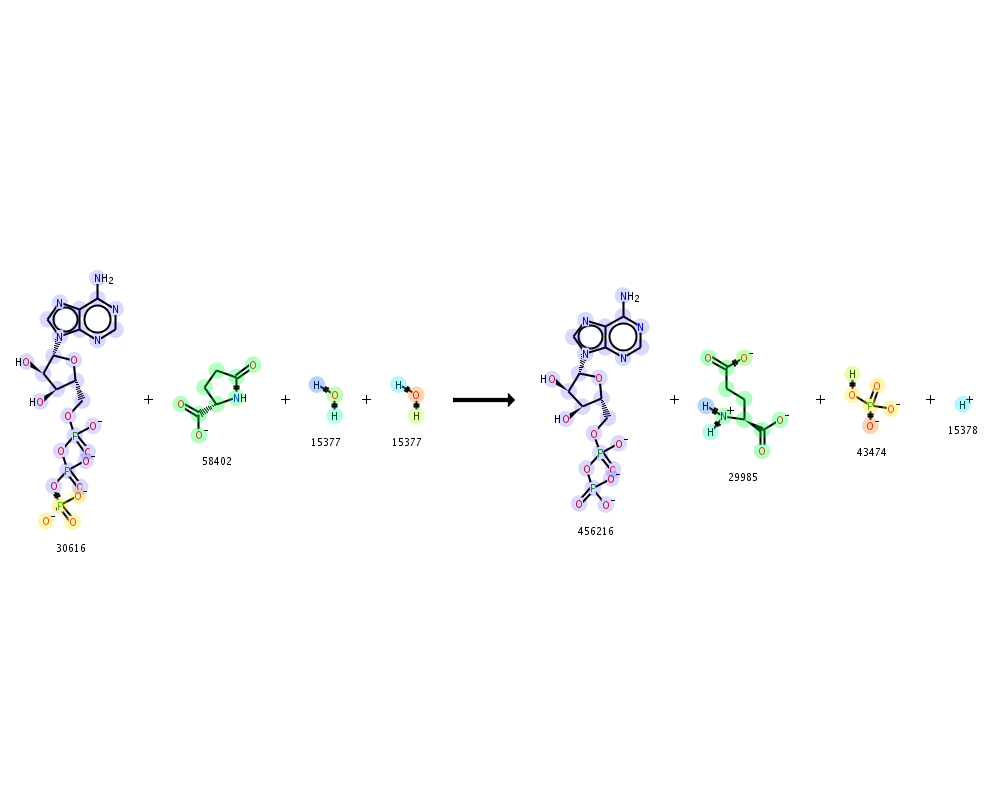 NH2
N N
N N
HO O
HO
O
P O-
O O
P O-
O O
P O-
O- O
30616
+
O
NH
O
O-
58402
+
H O
H
15377
+
H O
H
15377
NH2
N N
N N
HO O
HO
O
P O-
O O
P O-
O O-
456216
+
O O-
H N+
H
O-
O
29985
+
H
O O
P O-
O-
43474
+
H+
15378